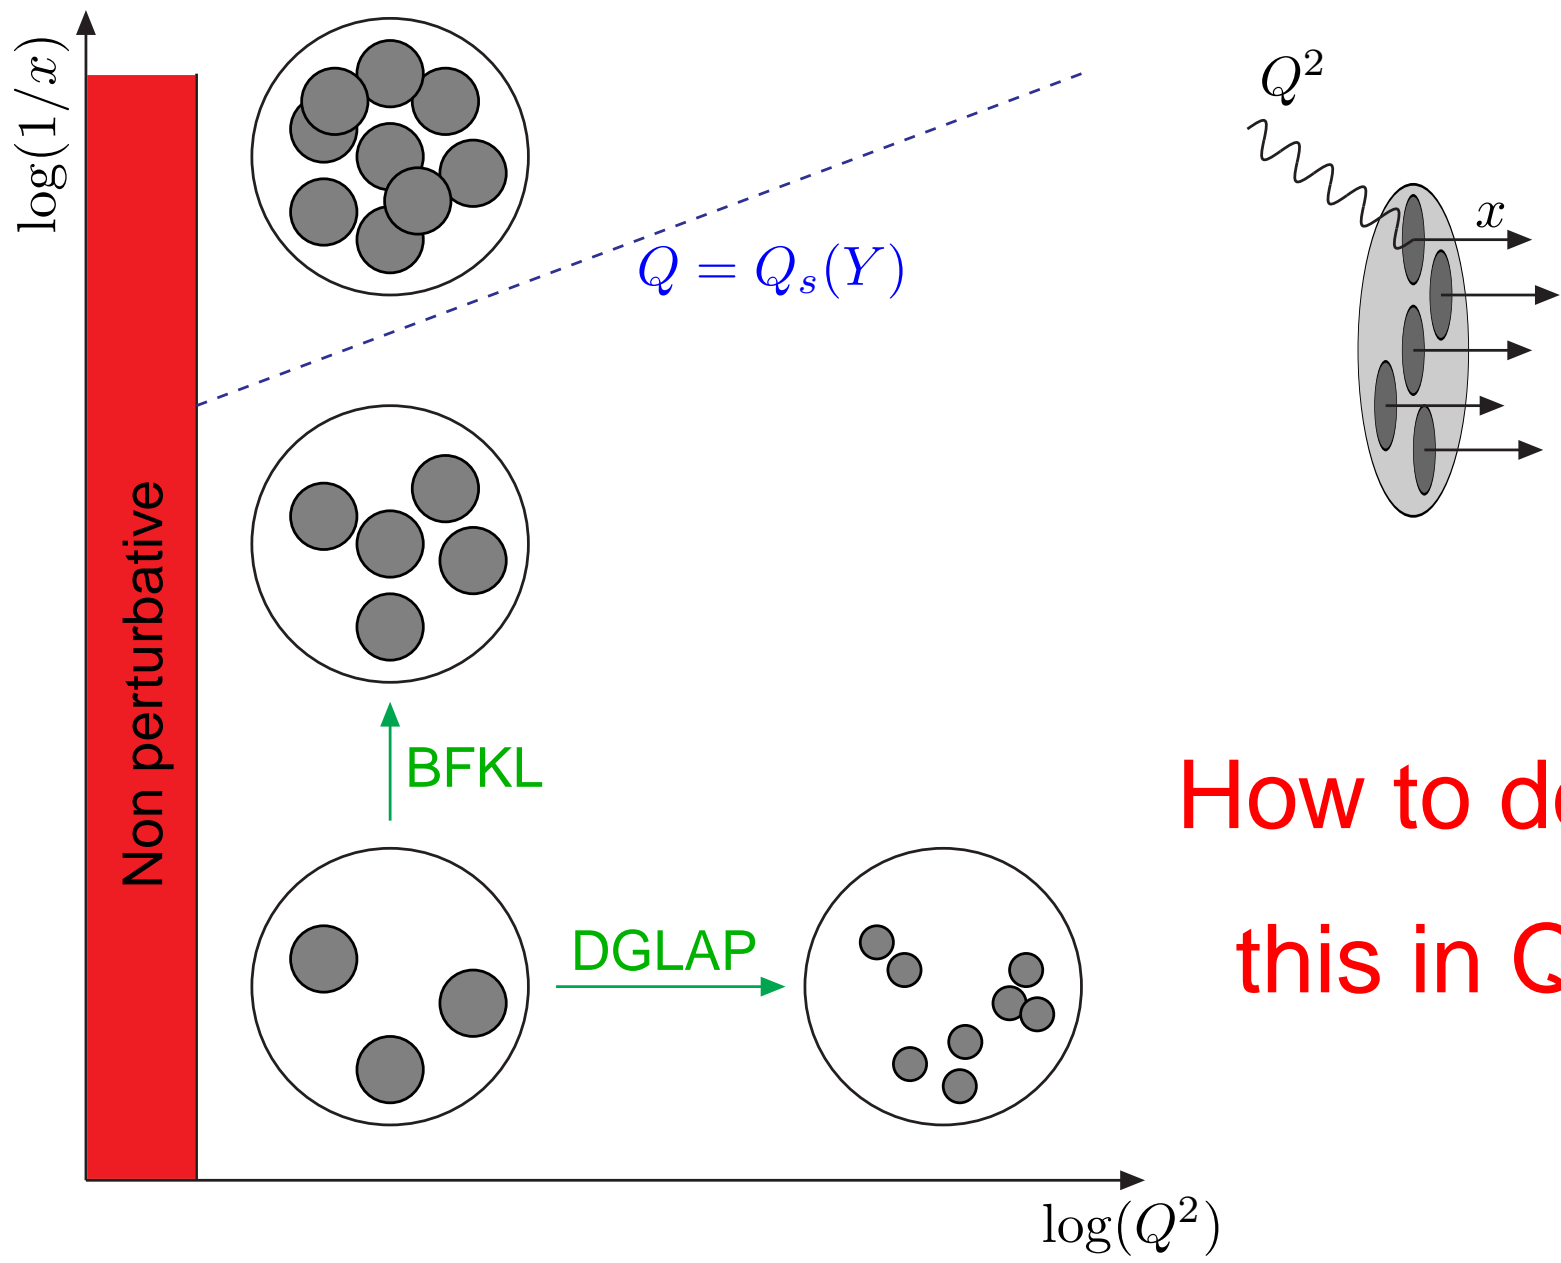 log(1/x)
Q²
x
Q = Qₛ(Y)
Non perturbative
BFKL
How to
DGLAP
this in
log(Q²)